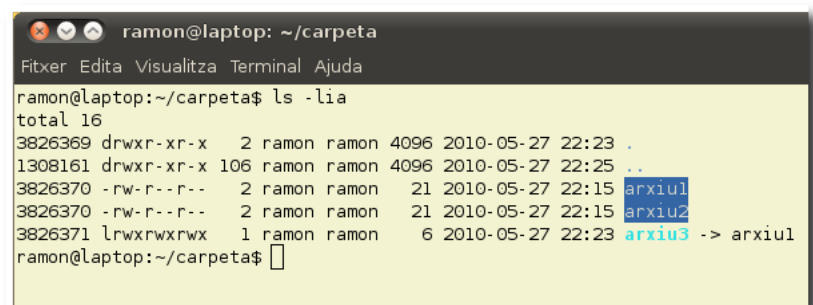 ramon@laptop: ~/carpeta
Fitxer Edita Visualitza Terminal Ajuda
ramon@laptop:~/carpeta$ ls -lia
total 16
3826369 drwxr-xr-x 2 ramon ramon 4096 2010-05-27 22:23 .
1308161 drwxr-xr-x 106 ramon ramon 4096 2010-05-27 22:25 ..
3826370 -rw-r--r-- 2 ramon ramon 21 2010-05-27 22:15 arxiu1
3826370 -rw-r--r-- 2 ramon ramon 21 2010-05-27 22:15 arxiu2
3826371 lrwxrwxrwx 1 ramon ramon 6 2010-05-27 22:23 arxiu3 -> arxiu1
ramon@laptop:~/carpeta$